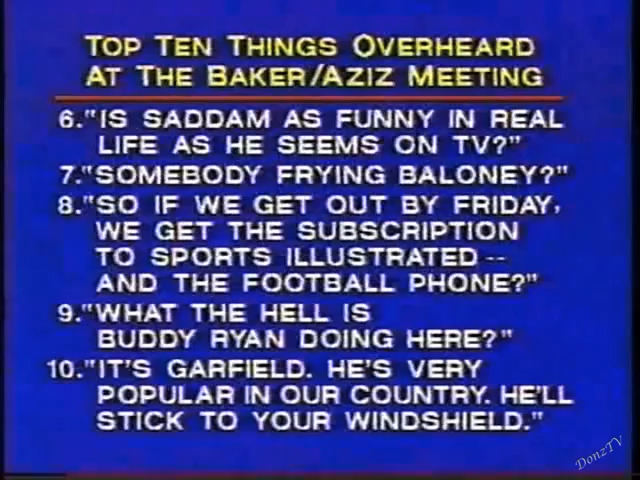 TOP TEN THINGS OVERHEARD
AT THE BAKER/AZIZ MEETING
6."IS SADDAM AS FUNNY IN REAL
LIFE AS HE SEEMS ON TV?"
7."SOMEBODY FRYING BALONEY?"
8."SO IF WE GET OUT BY FRIDAY,
WE GET THE SUBSCRIPTION
TO SPORTS ILLUSTRATED --
AND THE FOOTBALL PHONE?"
9."WHAT THE HELL IS
BUDDY RYAN DOING HERE?"
10."IT'S GARFIELD. HE'S VERY
POPULAR IN OUR COUNTRY. HE'LL
STICK TO YOUR WINDSHIELD."
DonzTV